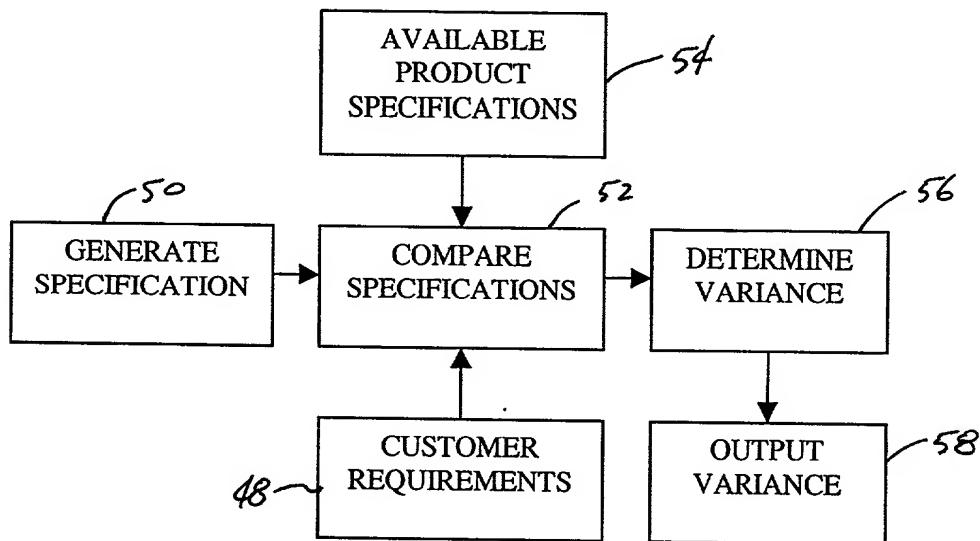 AVAILABLE
PRODUCT
SPECIFICATIONS
54
50
GENERATE
SPECIFICATION
52
COMPARE
SPECIFICATIONS
56
DETERMINE
VARIANCE
48
CUSTOMER
REQUIREMENTS
OUTPUT
VARIANCE
58